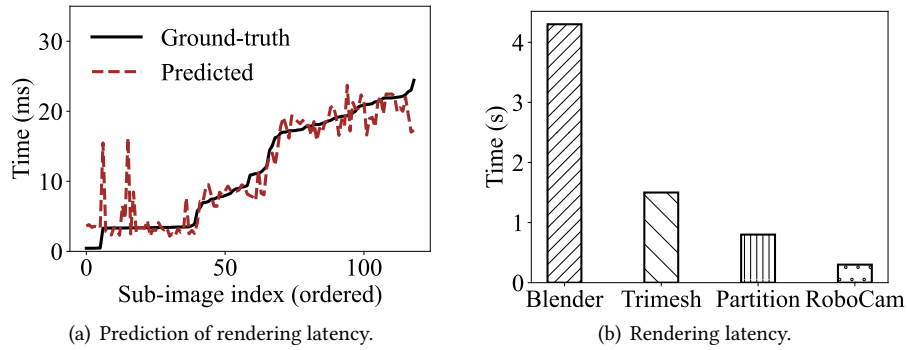 Ground-truth
Predicted
Time (ms)
30
20
10
0
0 50 100
Sub-image index (ordered)
(a) Prediction of rendering latency.
Time (s)
4
3
2
1
0
Blender Trimesh Partition RoboCam
(b) Rendering latency.